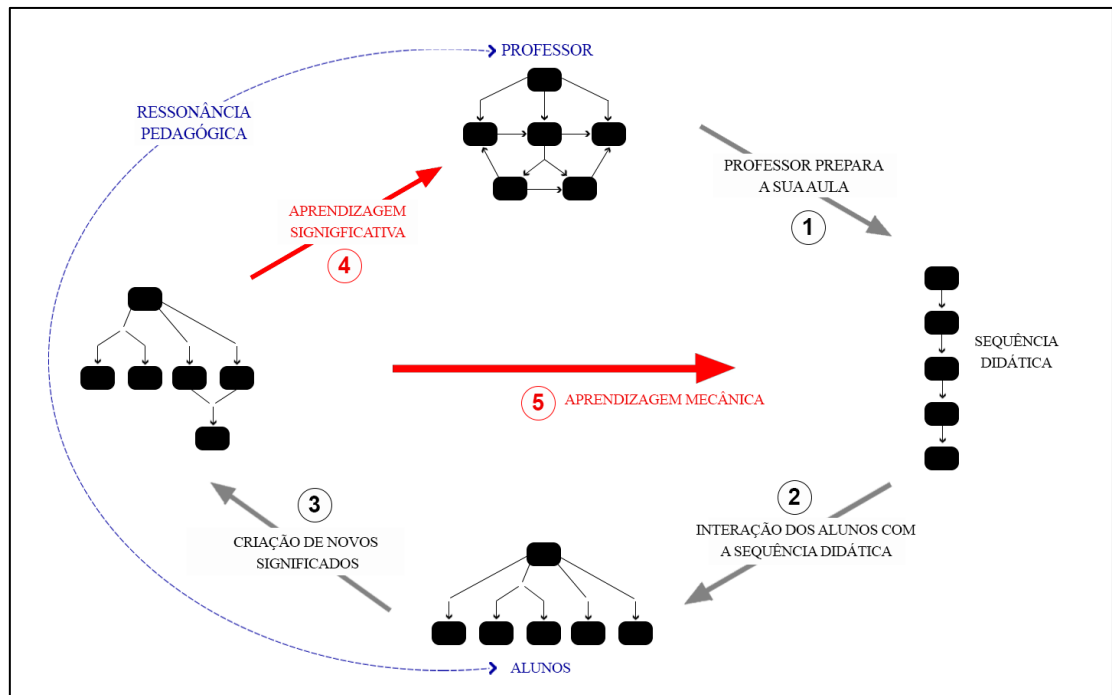 PROFESSOR
RESSONÂNCIA
PEDAGÓGICA
PROFESSOR PREPARA
A SUA AULA
1
APRENDIZAGEM
SIGNIGFICATIVA
4
SEQUÊNCIA
DIDÁTICA
5 APRENDIZAGEM MECÂNICA
2
INTERAÇÃO DOS ALUNOS COM
A SEQUÊNCIA DIDÁTICA
3
CRIAÇÃO DE NOVOS
SIGNIFICADOS
ALUNOS